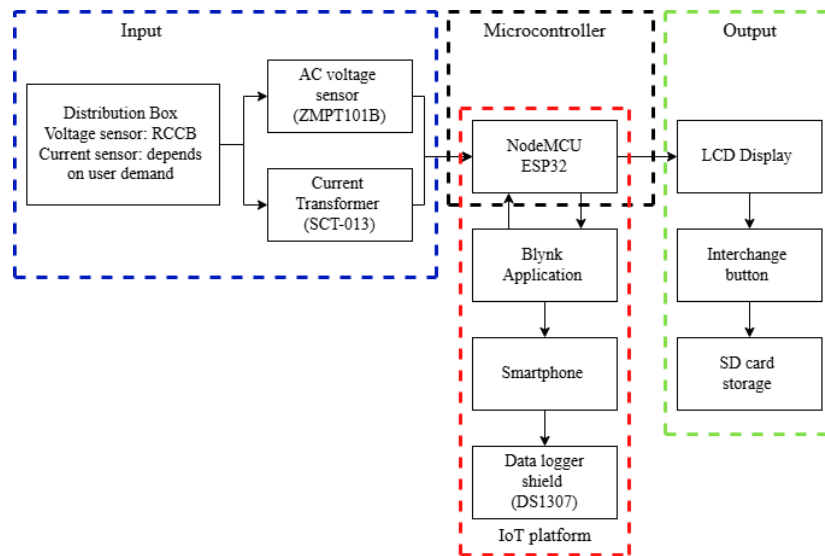 Input
Microcontroller
Output
Distribution Box
Voltage sensor: RCCB
Current sensor: depends
on user demand
AC voltage
sensor
(ZMPT101B)
Current
Transformer
(SCT-013)
NodeMCU
ESP32
LCD Display
Blynk
Application
Interchange
button
Smartphone
SD card
storage
Data logger
shield
(DS1307)
IoT platform